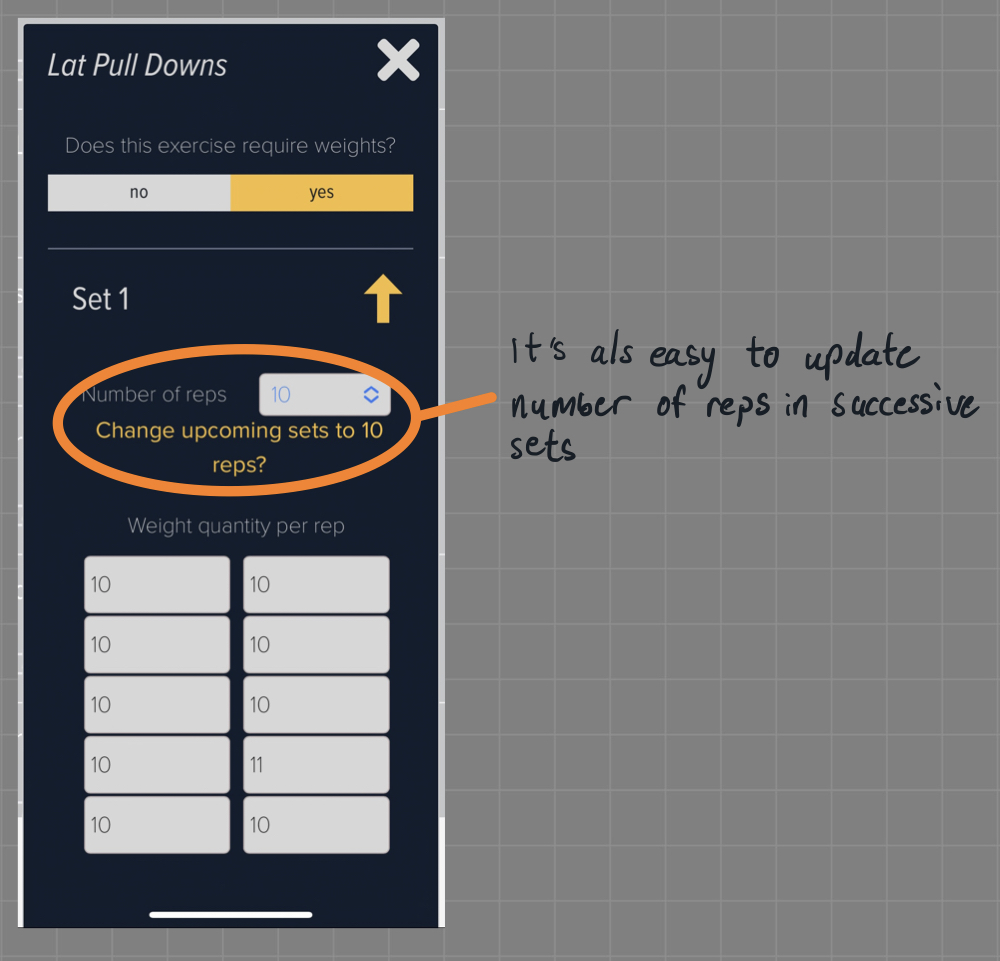 Lat Pull Downs
Does this exercise require weights?
no yes
Set 1
Number of reps 10
Change upcoming sets to 10
reps?
Weight quantity per rep
10 10
10 10
10 10
10 11
10 10
It's als easy to update
number of reps in successive
sets